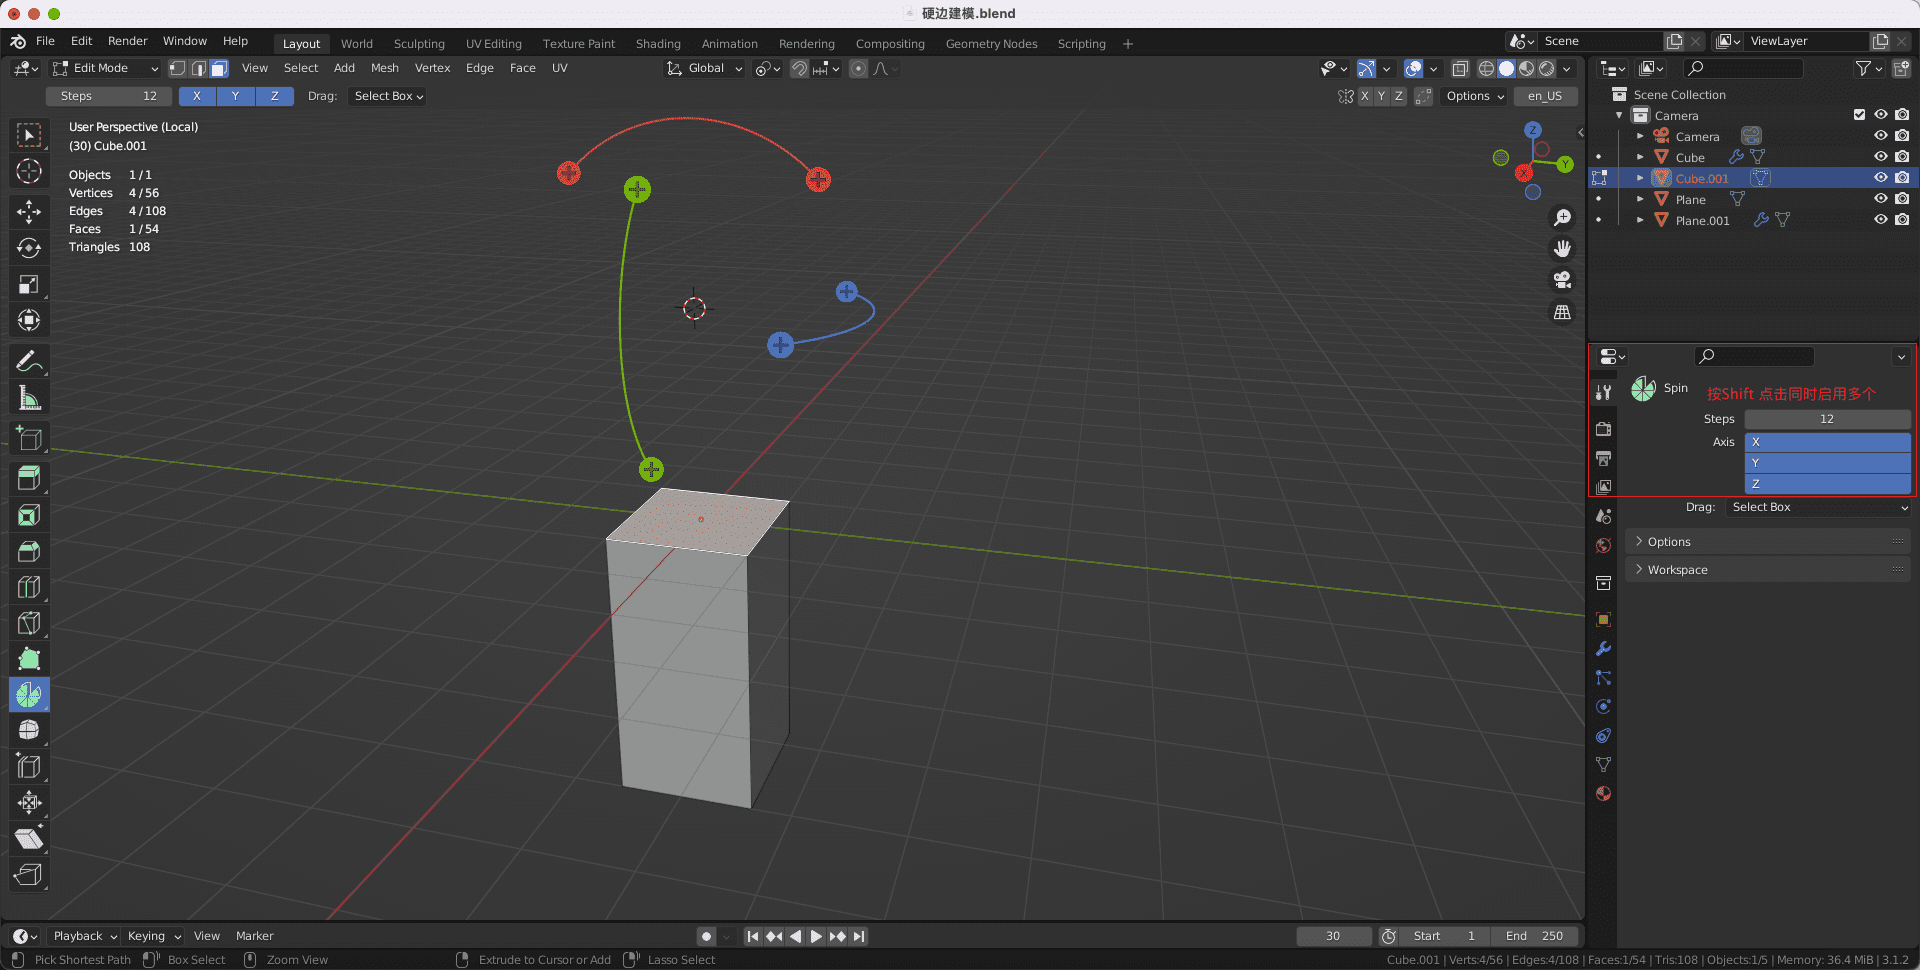 硬边建模.blend
File Edit Render Window Help Layout World Sculpting UV Editing Texture Paint Shading Animation Rendering Compositing Geometry Nodes Scripting + Scene ViewLayer
Edit Mode View Select Add Mesh Vertex Edge Face UV Global
Steps 12 X Y Z Drag: Select Box X Y Z Options en_US
User Perspective (Local)
(30) Cube.001
Objects 1 / 1
Vertices 4 / 56
Edges 4 / 108
Faces 1 / 54
Triangles 108
Z
Y
X
Scene Collection
Camera
Camera
Cube
Cube.001
Plane
Plane.001
Spin
按Shift 点击同时启用多个
Steps 12
Axis X
Y
Z
Drag: Select Box
Options
Workspace
Playback Keying View Marker 30 Start 1 End 250
Pick Shortest Path Box Select Zoom View Extrude to Cursor or Add Lasso Select Cube.001 | Verts:4/56 | Edges:4/108 | Faces:1/54 | Tris:108 | Objects:1/5 | Memory: 36.4 MiB | 3.1.2